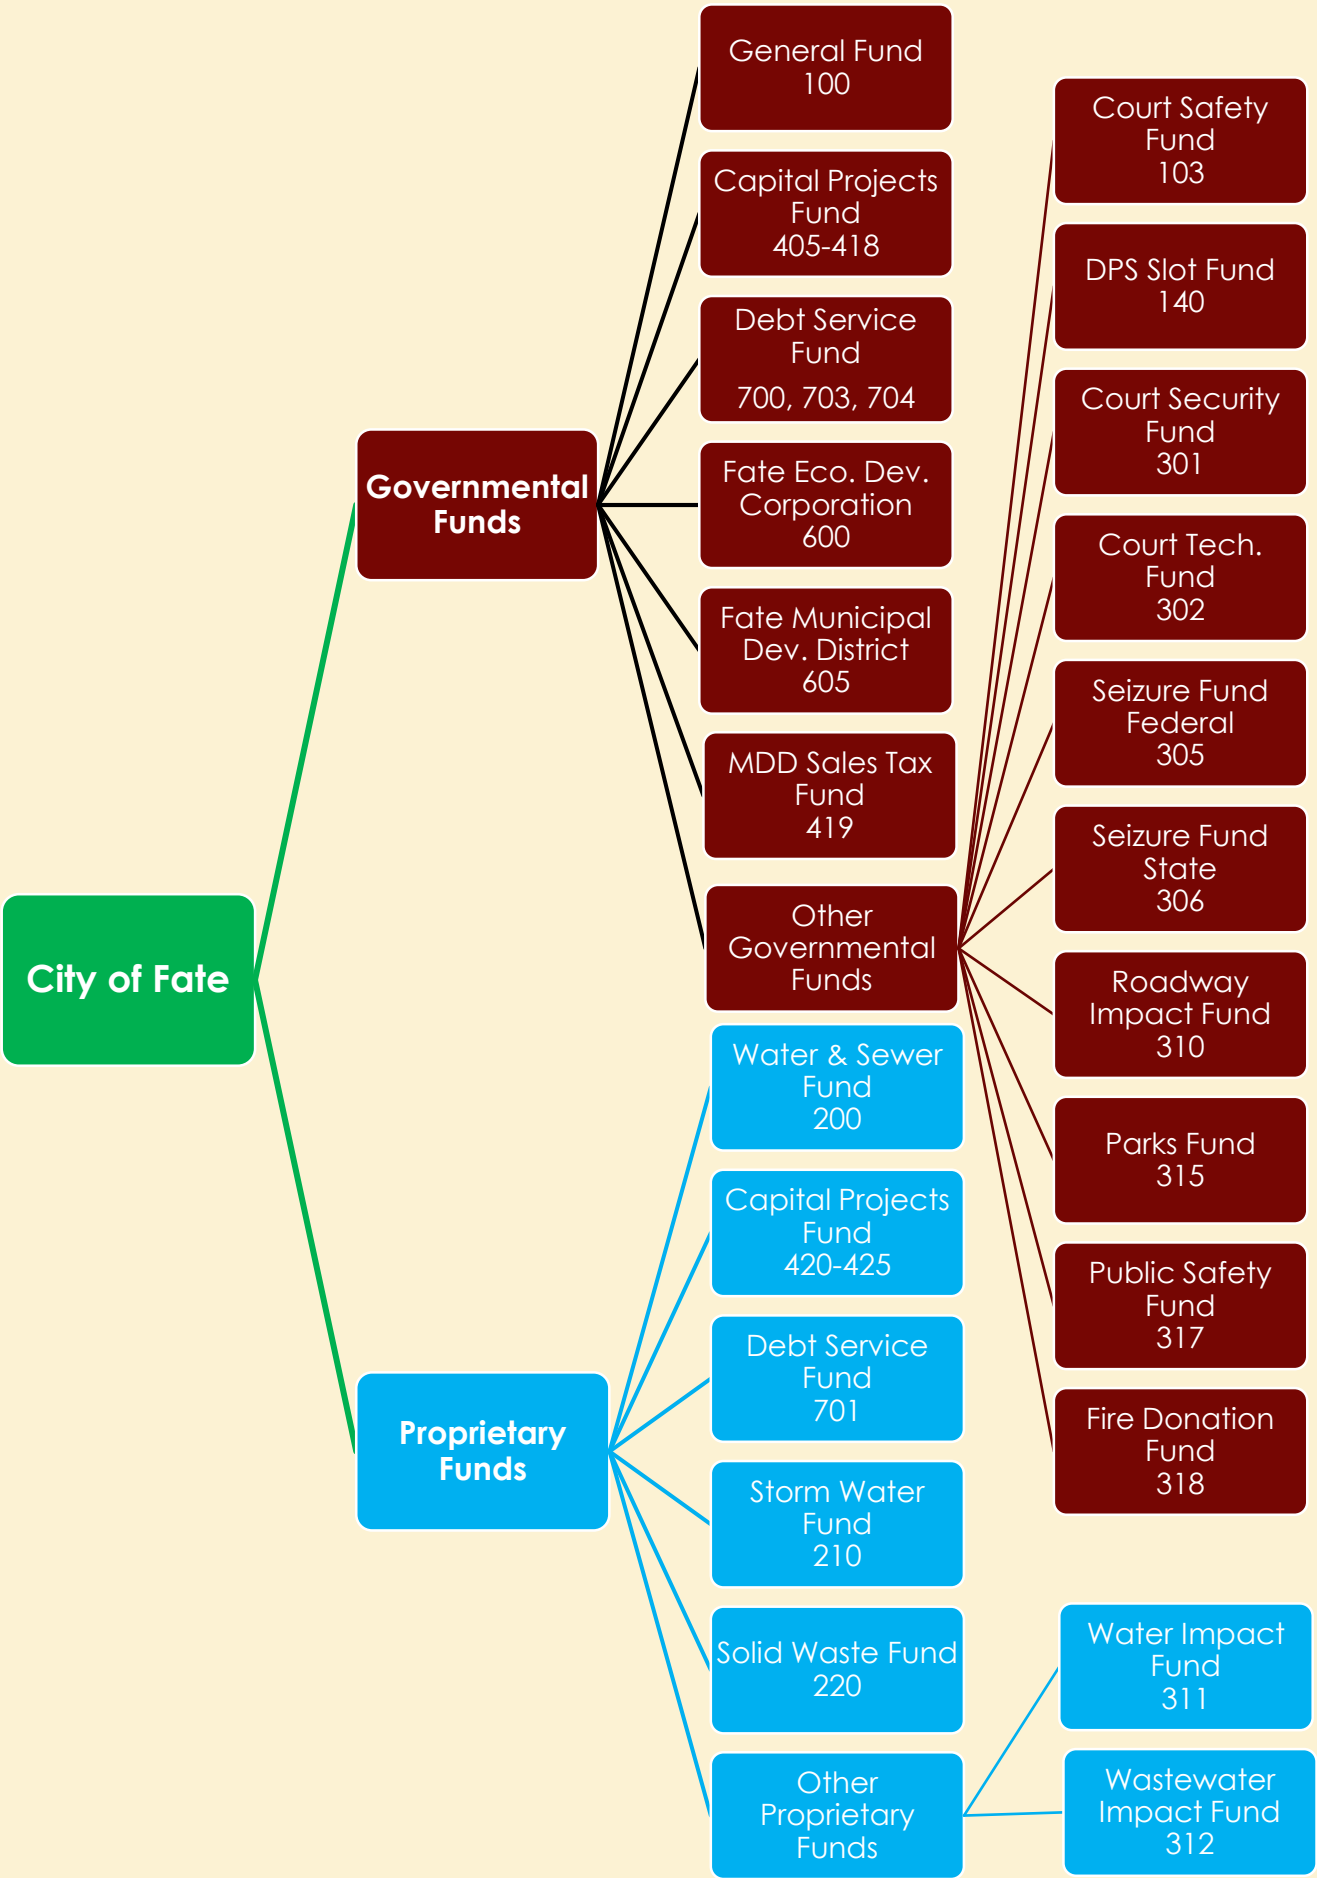 City of Fate
Governmental
Funds
General Fund
100
Capital Projects
Fund
405-418
Debt Service
Fund
700, 703, 704
Fate Eco. Dev.
Corporation
600
Fate Municipal
Dev. District
605
MDD Sales Tax
Fund
419
Other
Governmental
Funds
Court Safety
Fund
103
DPS Slot Fund
140
Court Security
Fund
301
Court Tech.
Fund
302
Seizure Fund
Federal
305
Seizure Fund
State
306
Roadway
Impact Fund
310
Parks Fund
315
Public Safety
Fund
317
Fire Donation
Fund
318
Proprietary
Funds
Water & Sewer
Fund
200
Capital Projects
Fund
420-425
Debt Service
Fund
701
Storm Water
Fund
210
Solid Waste Fund
220
Other
Proprietary
Funds
Water Impact
Fund
311
Wastewater
Impact Fund
312